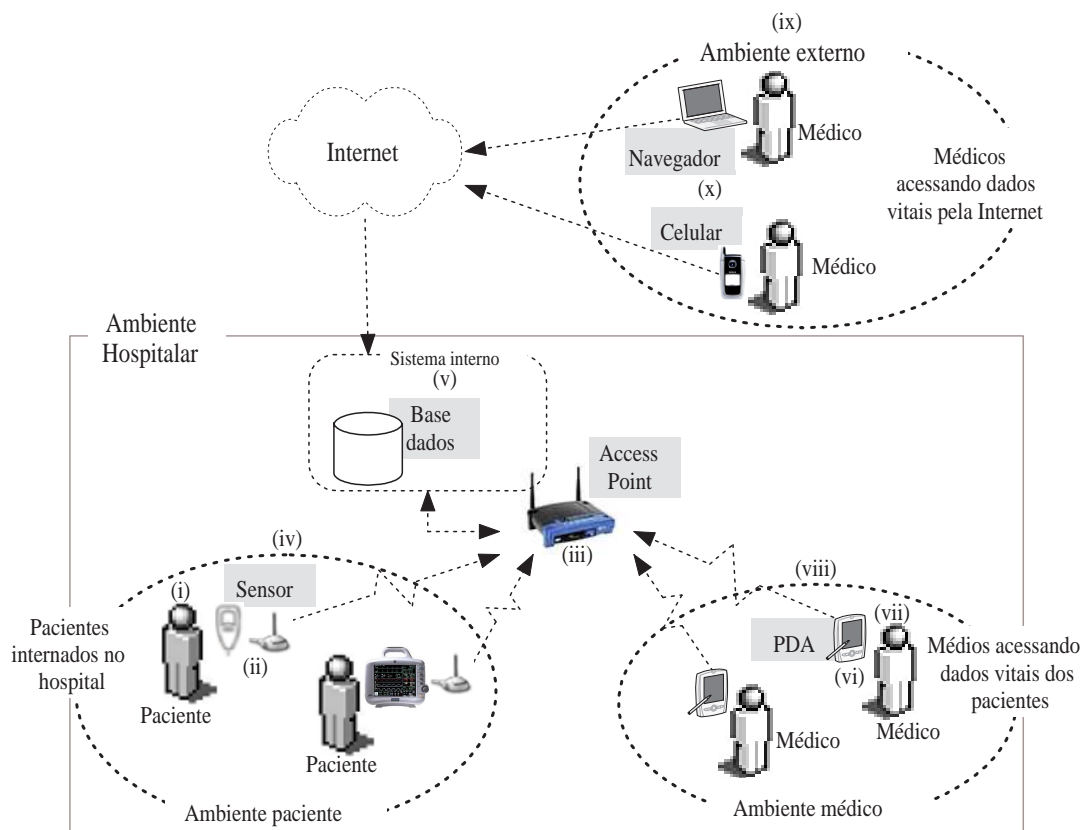 (ix)
Ambiente externo
Médico
Internet
Navegador
(x)
Médicos
acessando dados
vitais pela Internet
Celular
Médico
Ambiente
Hospitalar
Sistema interno
(v)
Base
dados
Access
Point
(iii)
(iv)
(i)
Sensor
(ii)
Pacientes
internados no
hospital
Paciente
Paciente
Ambiente paciente
(viii)
(vii)
PDA
(vi)
Médios acessando
dados vitais dos
pacientes
Médico
Médico
Ambiente médico